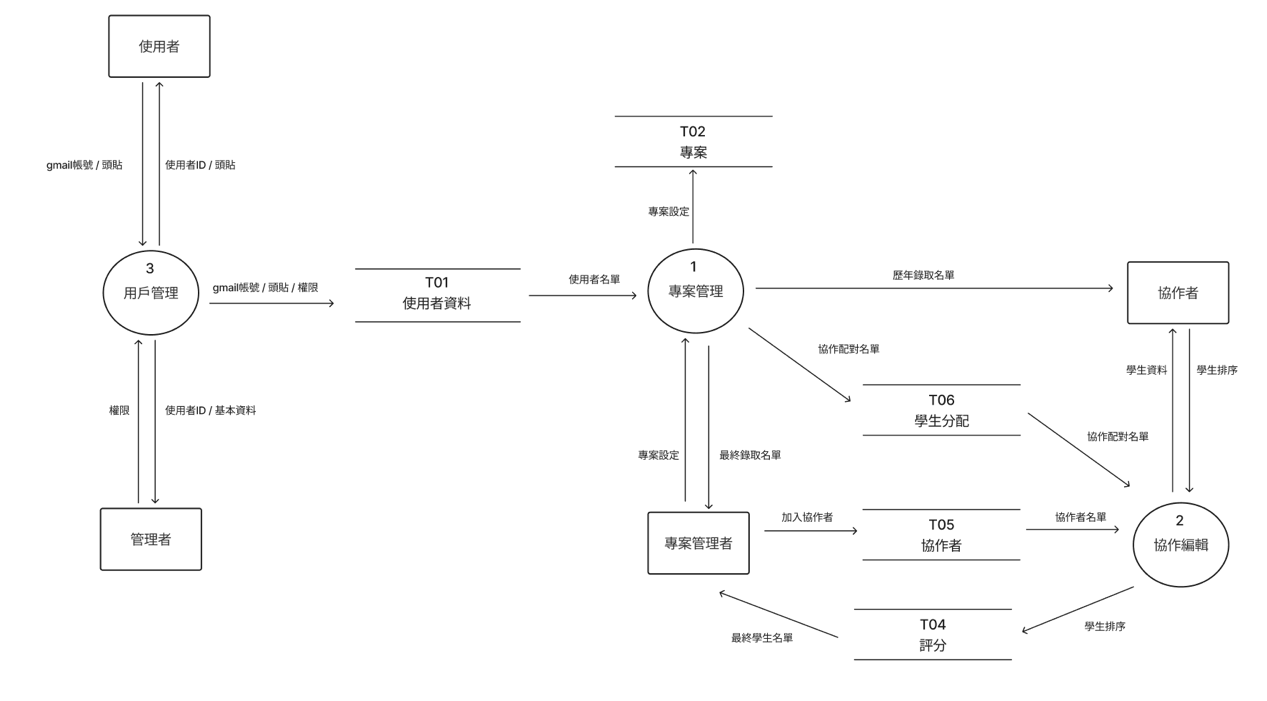 使用者
gmail帳號 / 頭貼
使用者ID / 頭貼
3
用戶管理
gmail帳號 / 頭貼 / 權限
T01
使用者資料
使用者名單
T02
專案
專案設定
1
專案管理
歷年錄取名單
協作者
協作配對名單
學生資料
學生排序
T06
學生分配
權限
使用者ID / 基本資料
協作配對名單
專案設定
最終錄取名單
管理者
專案管理者
加入協作者
T05
協作者
協作者名單
2
協作編輯
T04
評分
學生排序
最終學生名單